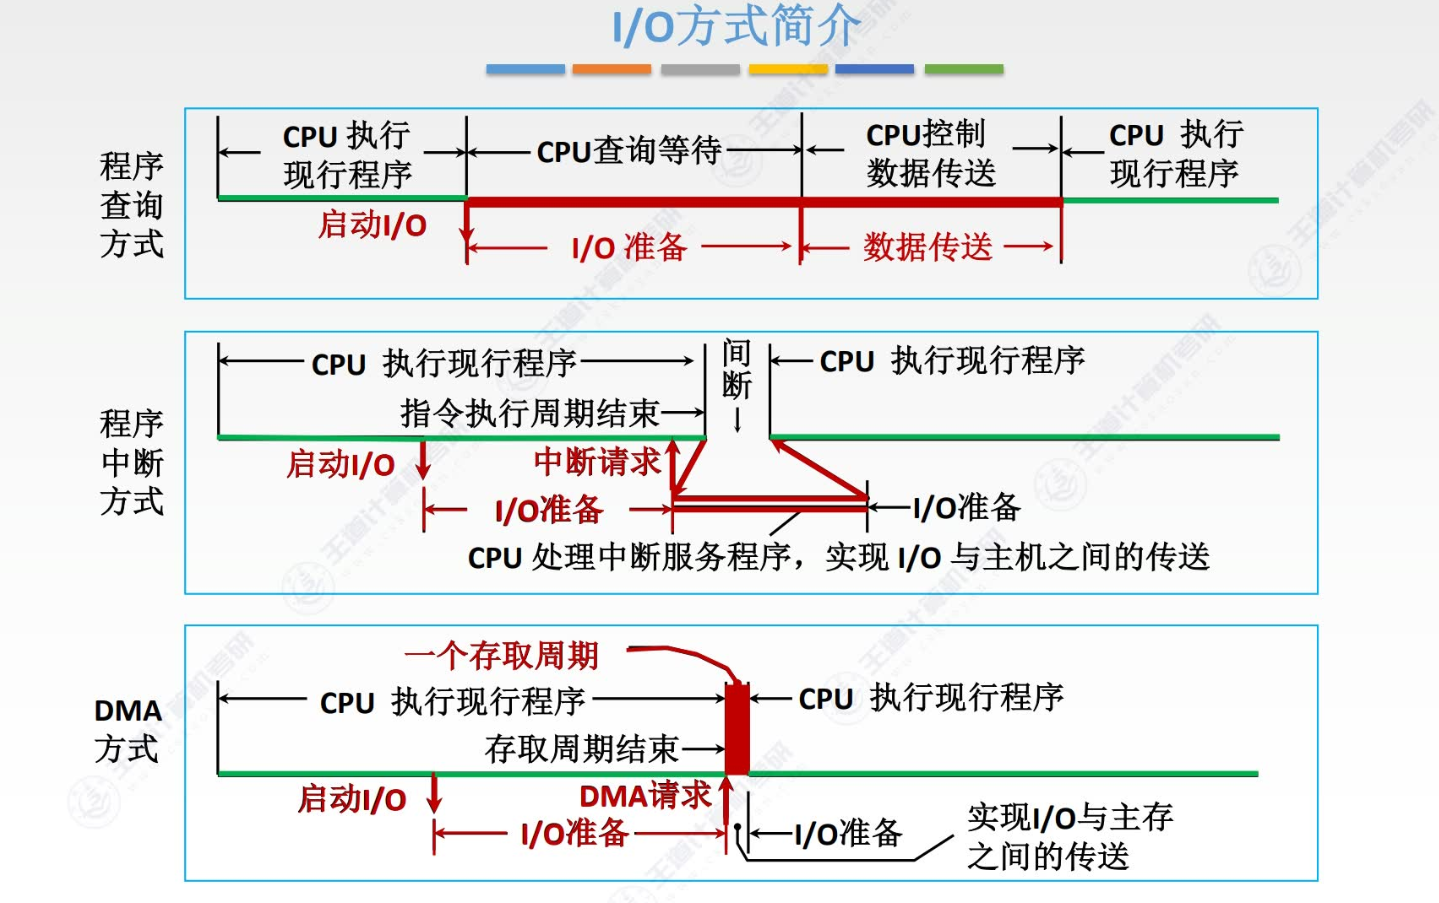 I/O方式简介
程序
查询
方式
CPU 执行
现行程序
CPU查询等待
CPU控制
数据传送
CPU 执行
现行程序
启动I/O
I/O 准备
数据传送
程序
中断
方式
CPU 执行现行程序
间
断
CPU 执行现行程序
指令执行周期结束
启动I/O
中断请求
I/O准备
I/O准备
CPU 处理中断服务程序，实现 I/O 与主机之间的传送
DMA
方式
一个存取周期
CPU 执行现行程序
CPU 执行现行程序
存取周期结束
启动I/O
DMA请求
I/O准备
I/O准备
实现I/O与主存
之间的传送
王道计算机考研